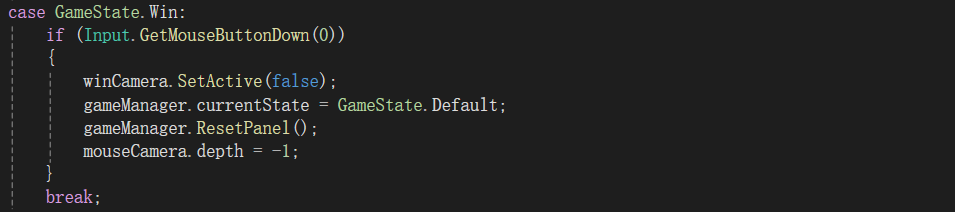 case GameState.Win:
if (Input.GetMouseButtonDown(0))
{
winCamera.SetActive(false);
gameManager.currentState = GameState.Default;
gameManager.ResetPanel();
mouseCamera.depth = -1;
}
break;